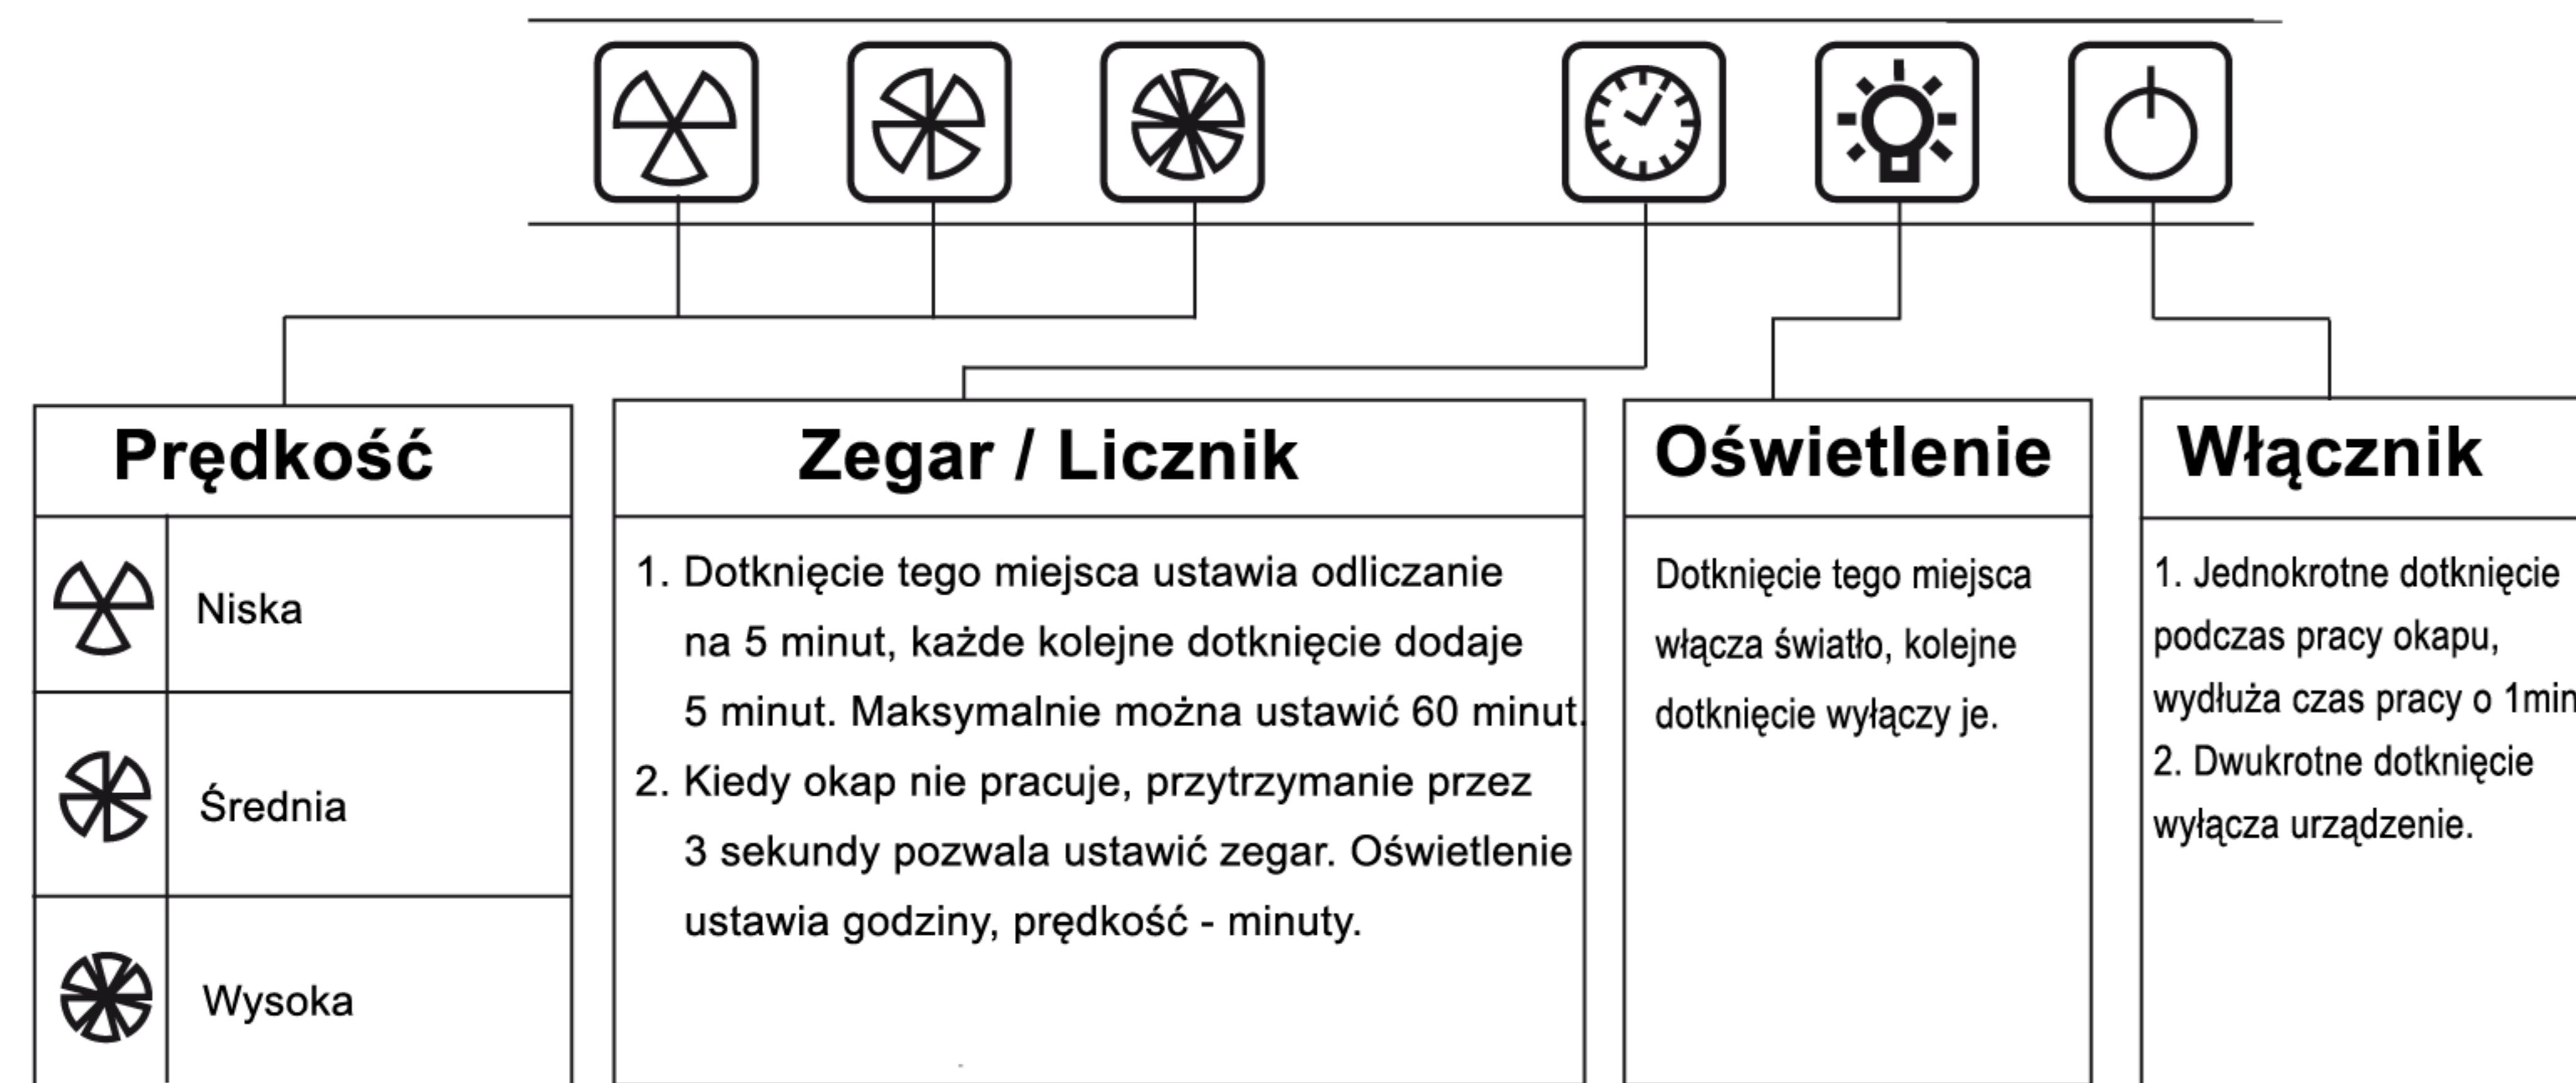 Prędkość
Niska
Średnia
Wysoka
Zegar / Licznik
1. Dotknięcie tego miejsca ustawia odliczanie
na 5 minut, każde kolejne dotknięcie dodaje
5 minut. Maksymalnie można ustawić 60 minut.
2. Kiedy okap nie pracuje, przytrzymanie przez
3 sekundy pozwala ustawić zegar. Oświetlenie
ustawia godziny, prędkość - minuty.
Oświetlenie
Dotknięcie tego miejsca
włącza światło, kolejne
dotknięcie wyłączy je.
Włącznik
1. Jednokrotne dotknięcie
podczas pracy okapu,
wydłuża czas pracy o 1min
2. Dwukrotne dotknięcie
wyłącza urządzenie.